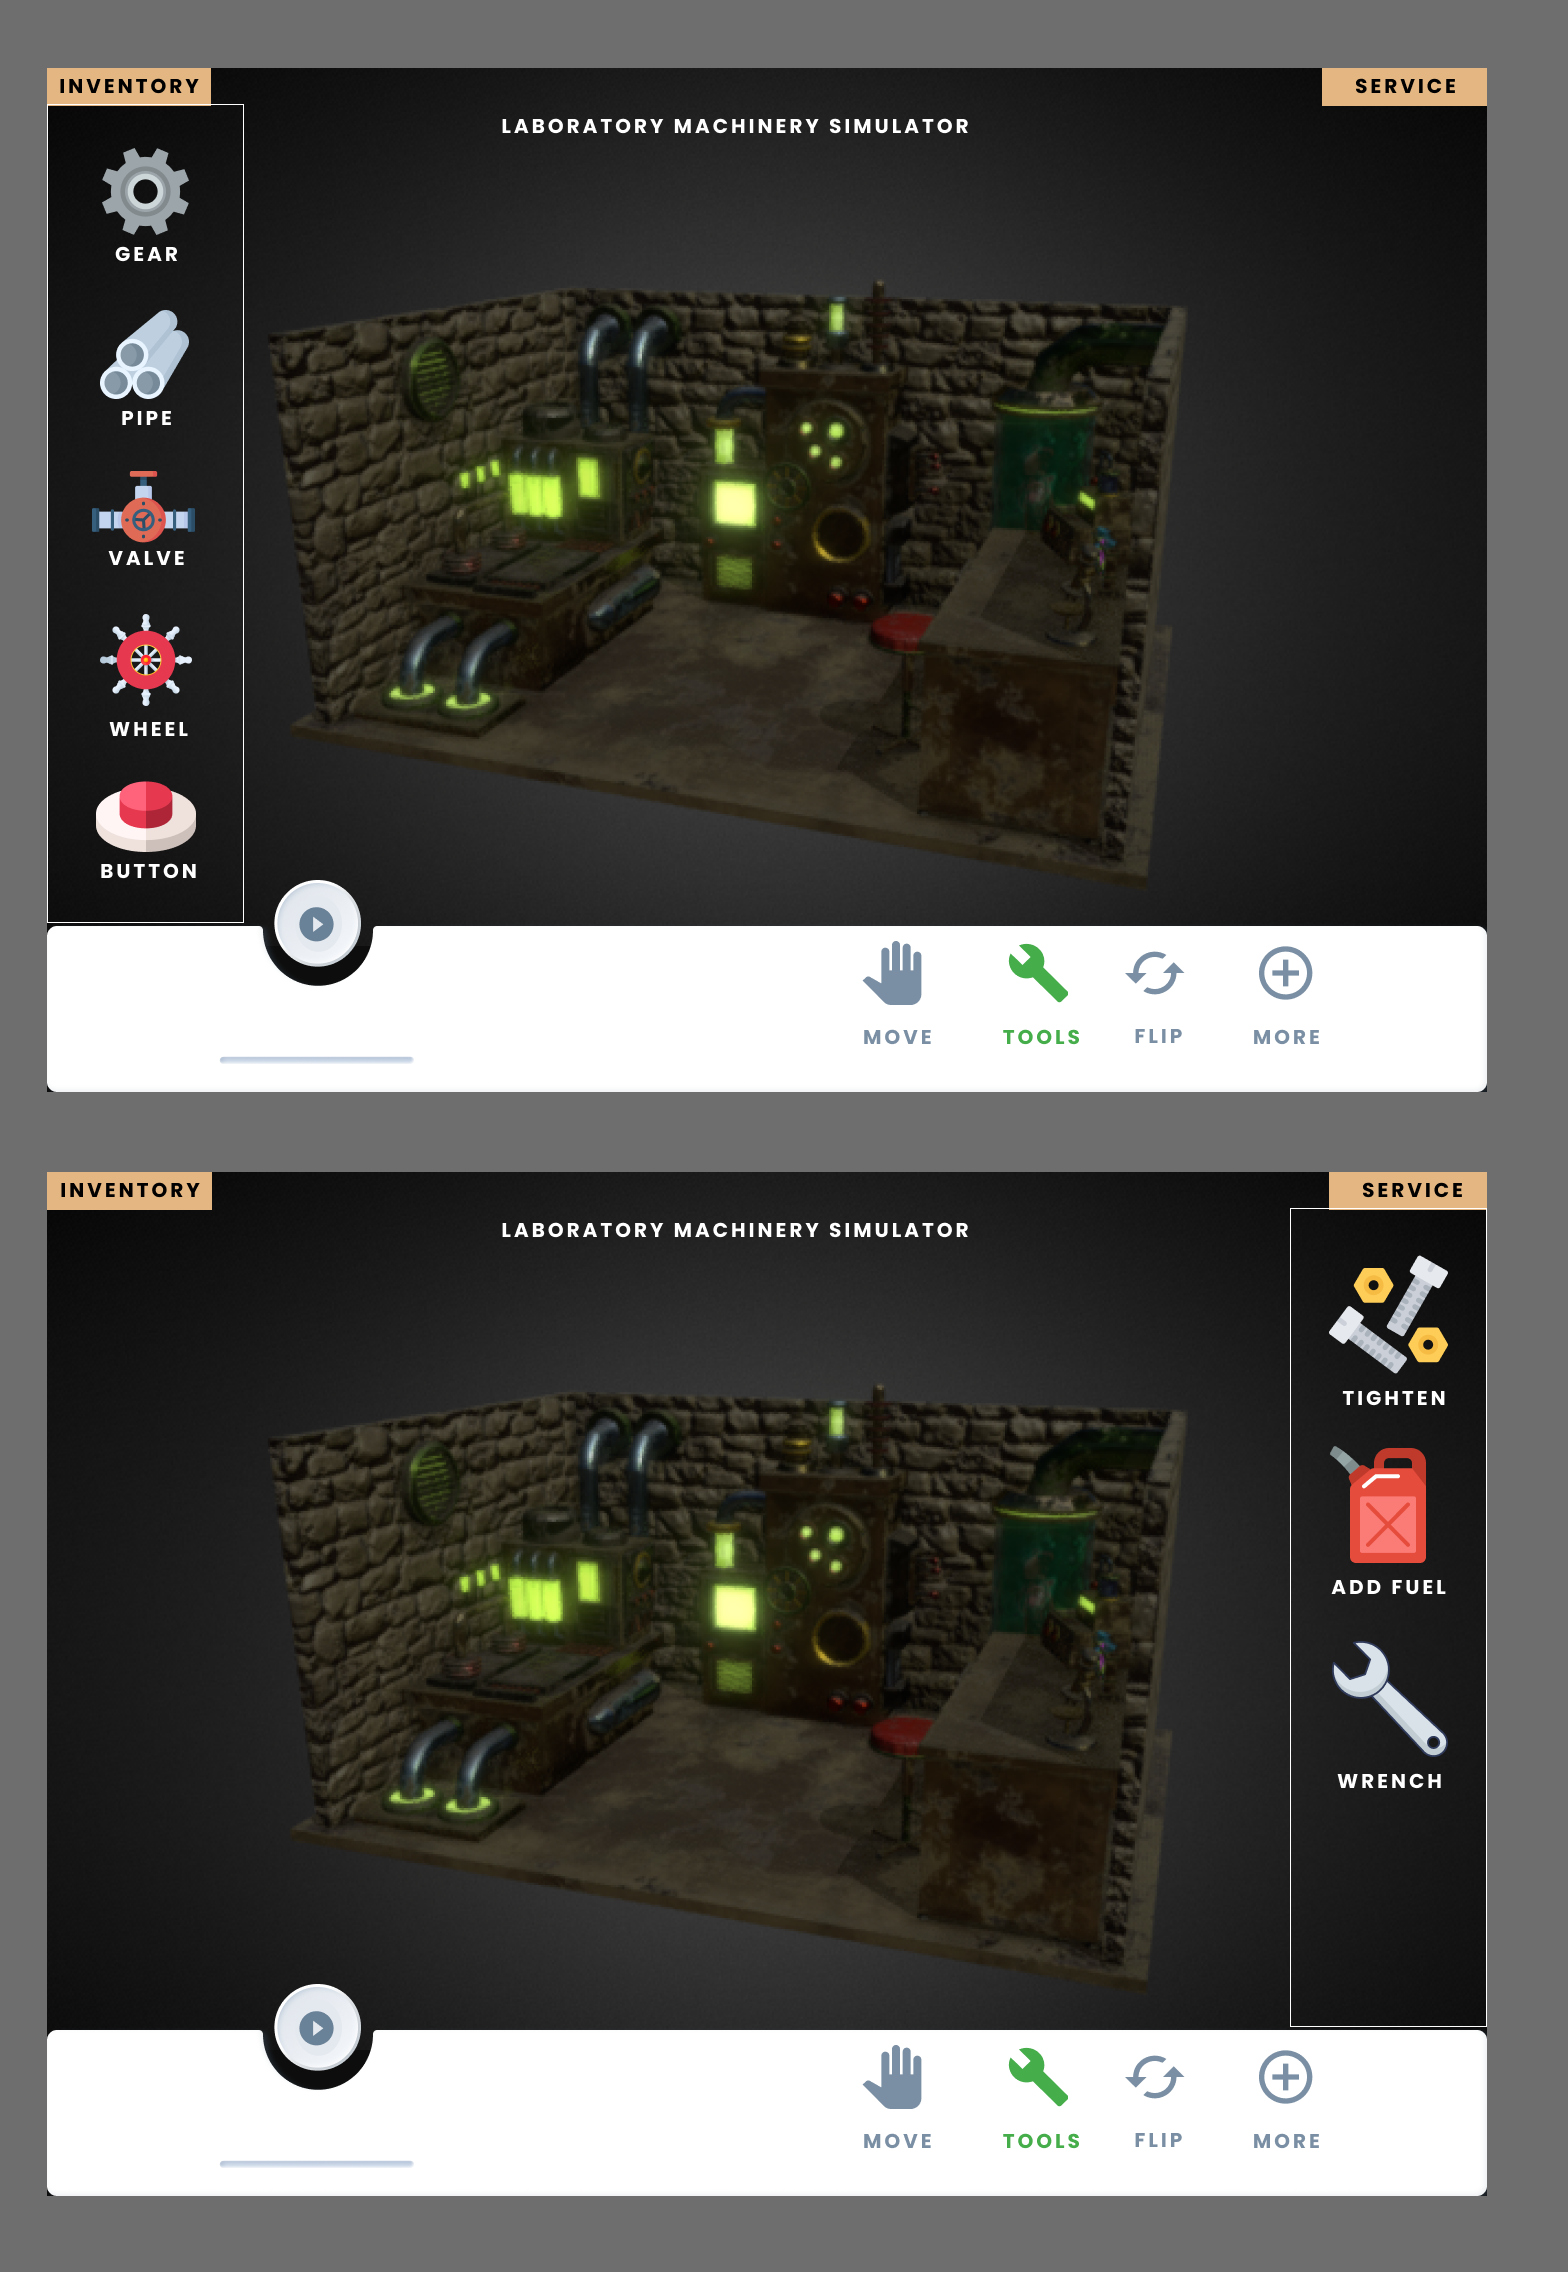 INVENTORY
SERVICE
LABORATORY MACHINERY SIMULATOR
GEAR
PIPE
VALVE
WHEEL
BUTTON
MOVE
TOOLS
FLIP
MORE
INVENTORY
SERVICE
LABORATORY MACHINERY SIMULATOR
TIGHTEN
ADD FUEL
WRENCH
MOVE
TOOLS
FLIP
MORE